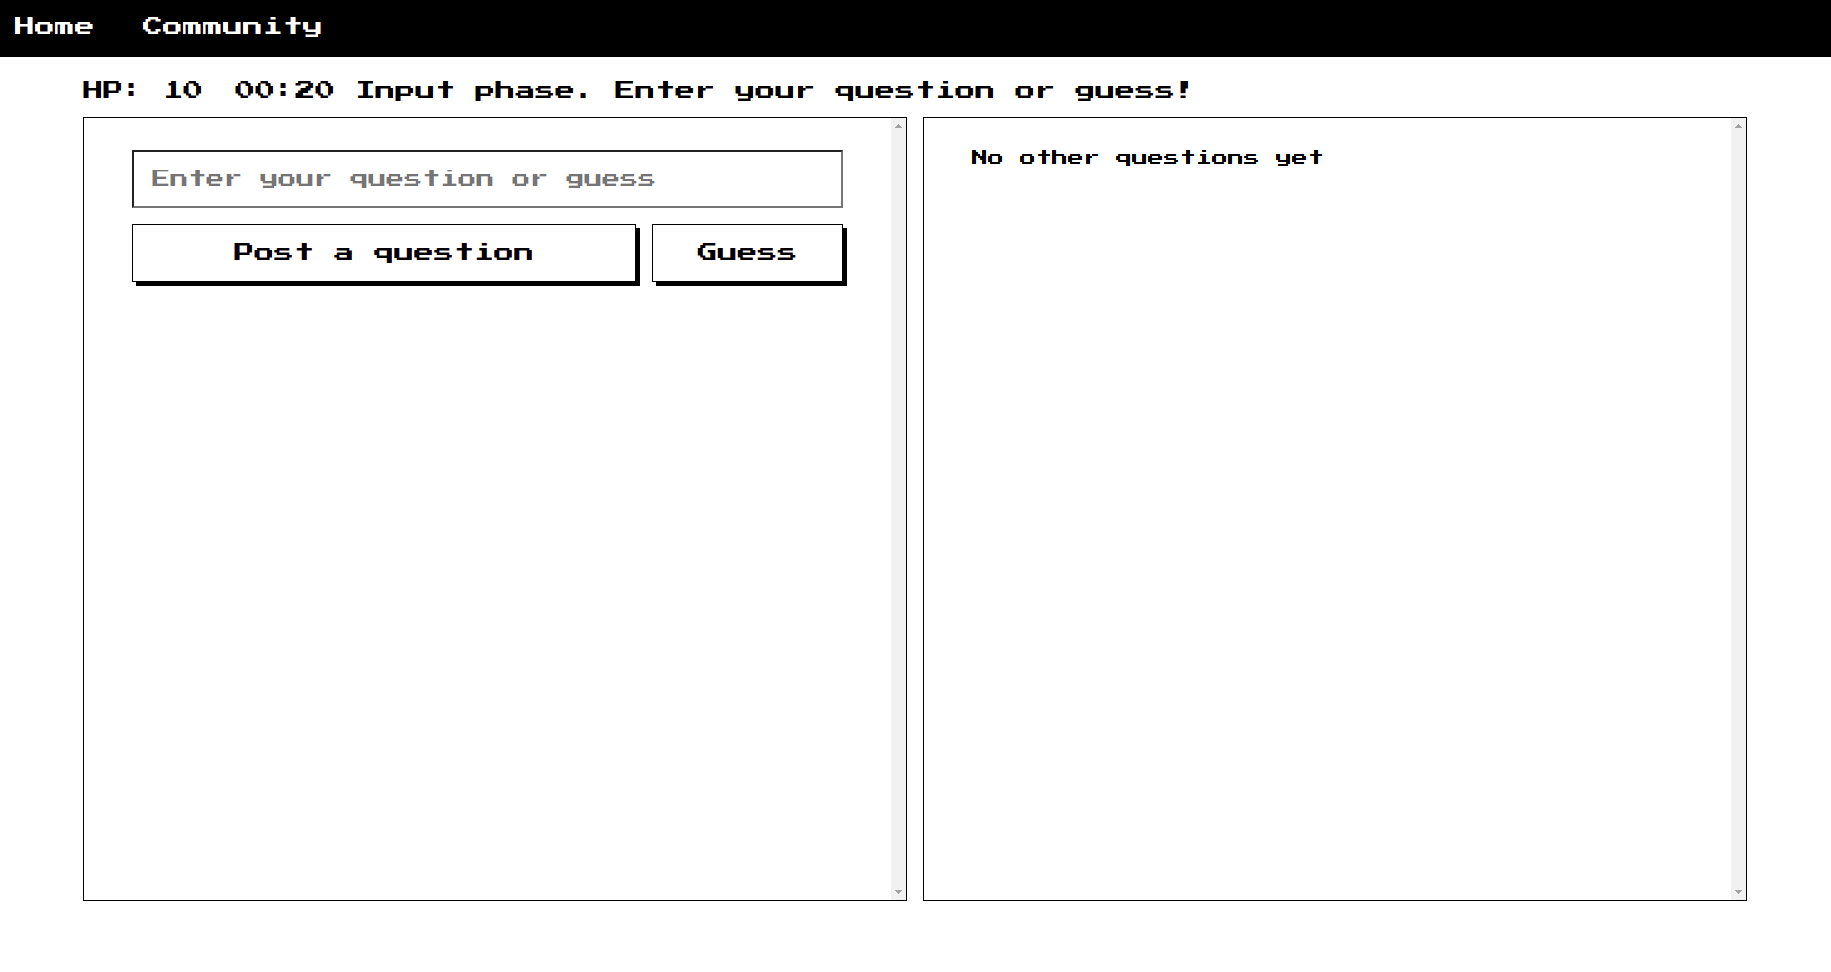 Home Community
HP: 10 00:20 Input phase. Enter your question or guess!
Enter your question or guess
Post a question Guess
No other questions yet